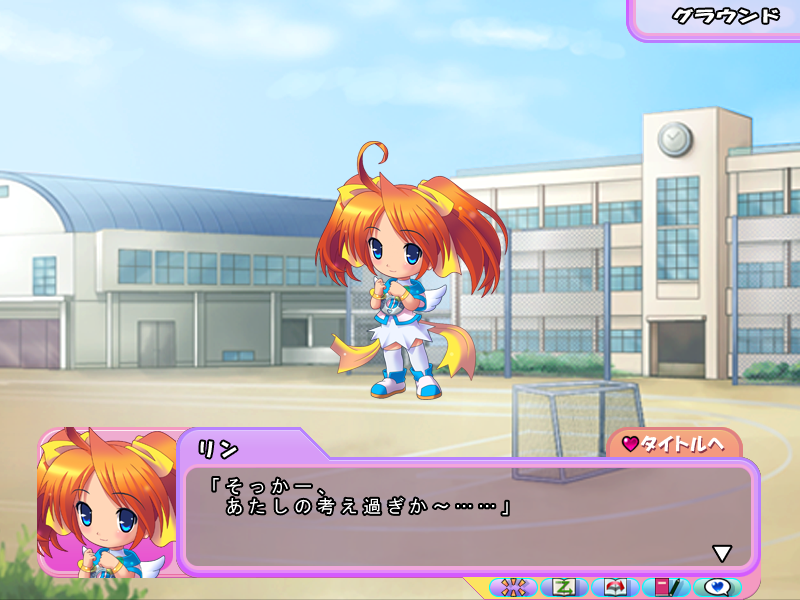 グラウンド
リン
「そっかー、
あたしの考え過ぎか～……」
タイトルへ